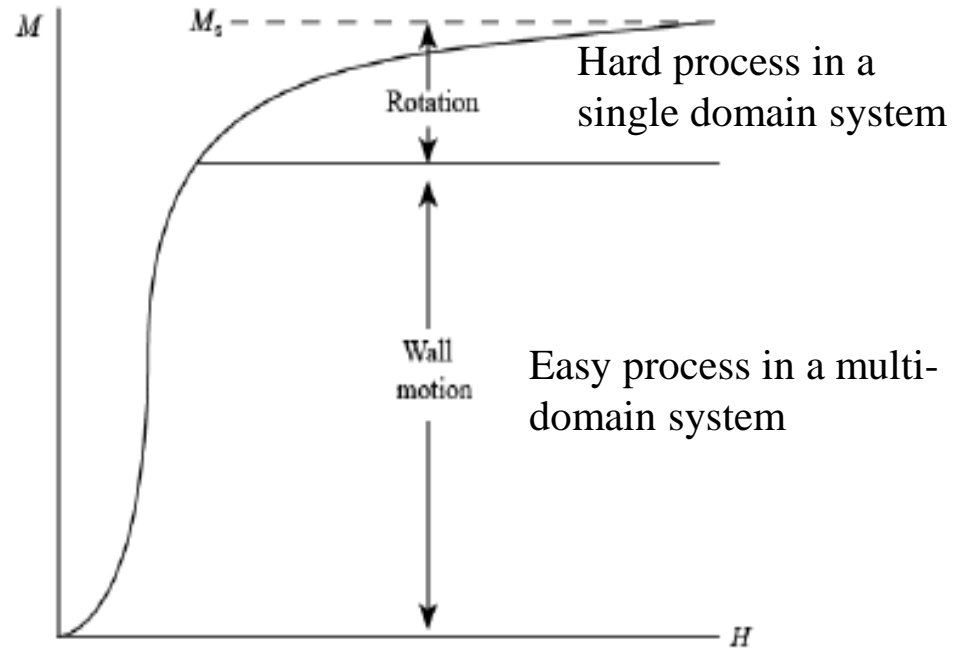 M
Ms
Rotation
Hard process in a
single domain system
Wall
motion
Easy process in a multi-
domain system
H